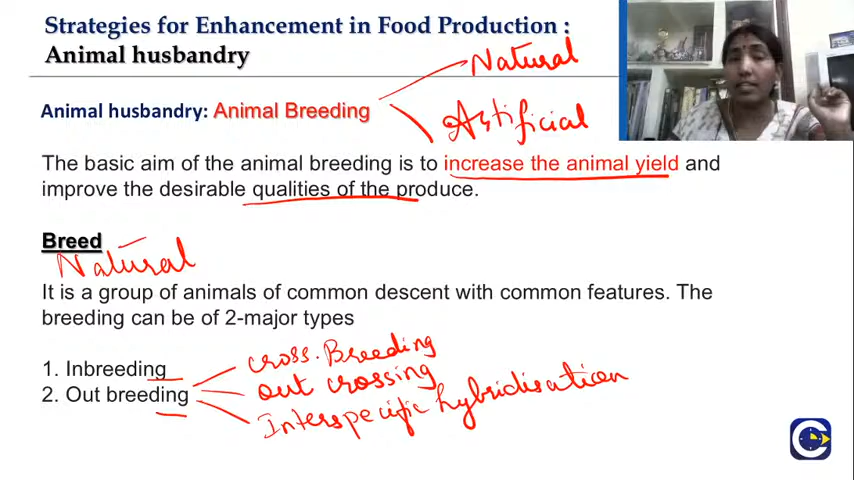 Strategies for Enhancement in Food Production :
Animal husbandry
Natural
Animal husbandry: Animal Breeding
Artificial
The basic aim of the animal breeding is to increase the animal yield and
improve the desirable qualities of the produce.
Breed
Natural
It is a group of animals of common descent with common features. The
breeding can be of 2-major types
cross. Breeding
1. Inbreeding
out crossing
2. Out breeding
Interspecific hybridisation